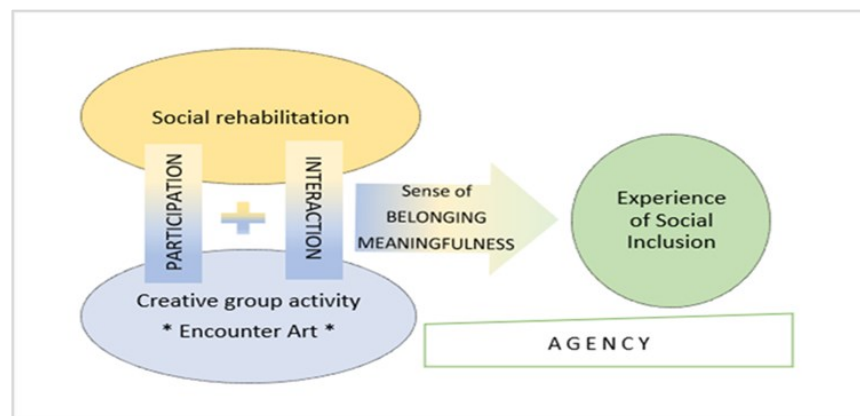 Social rehabilitation
PARTICIPATION
INTERACTION
Sense of
BELONGING
MEANINGFULNESS
Experience
of Social
Inclusion
Creative group activity
* Encounter Art *
AGENCY